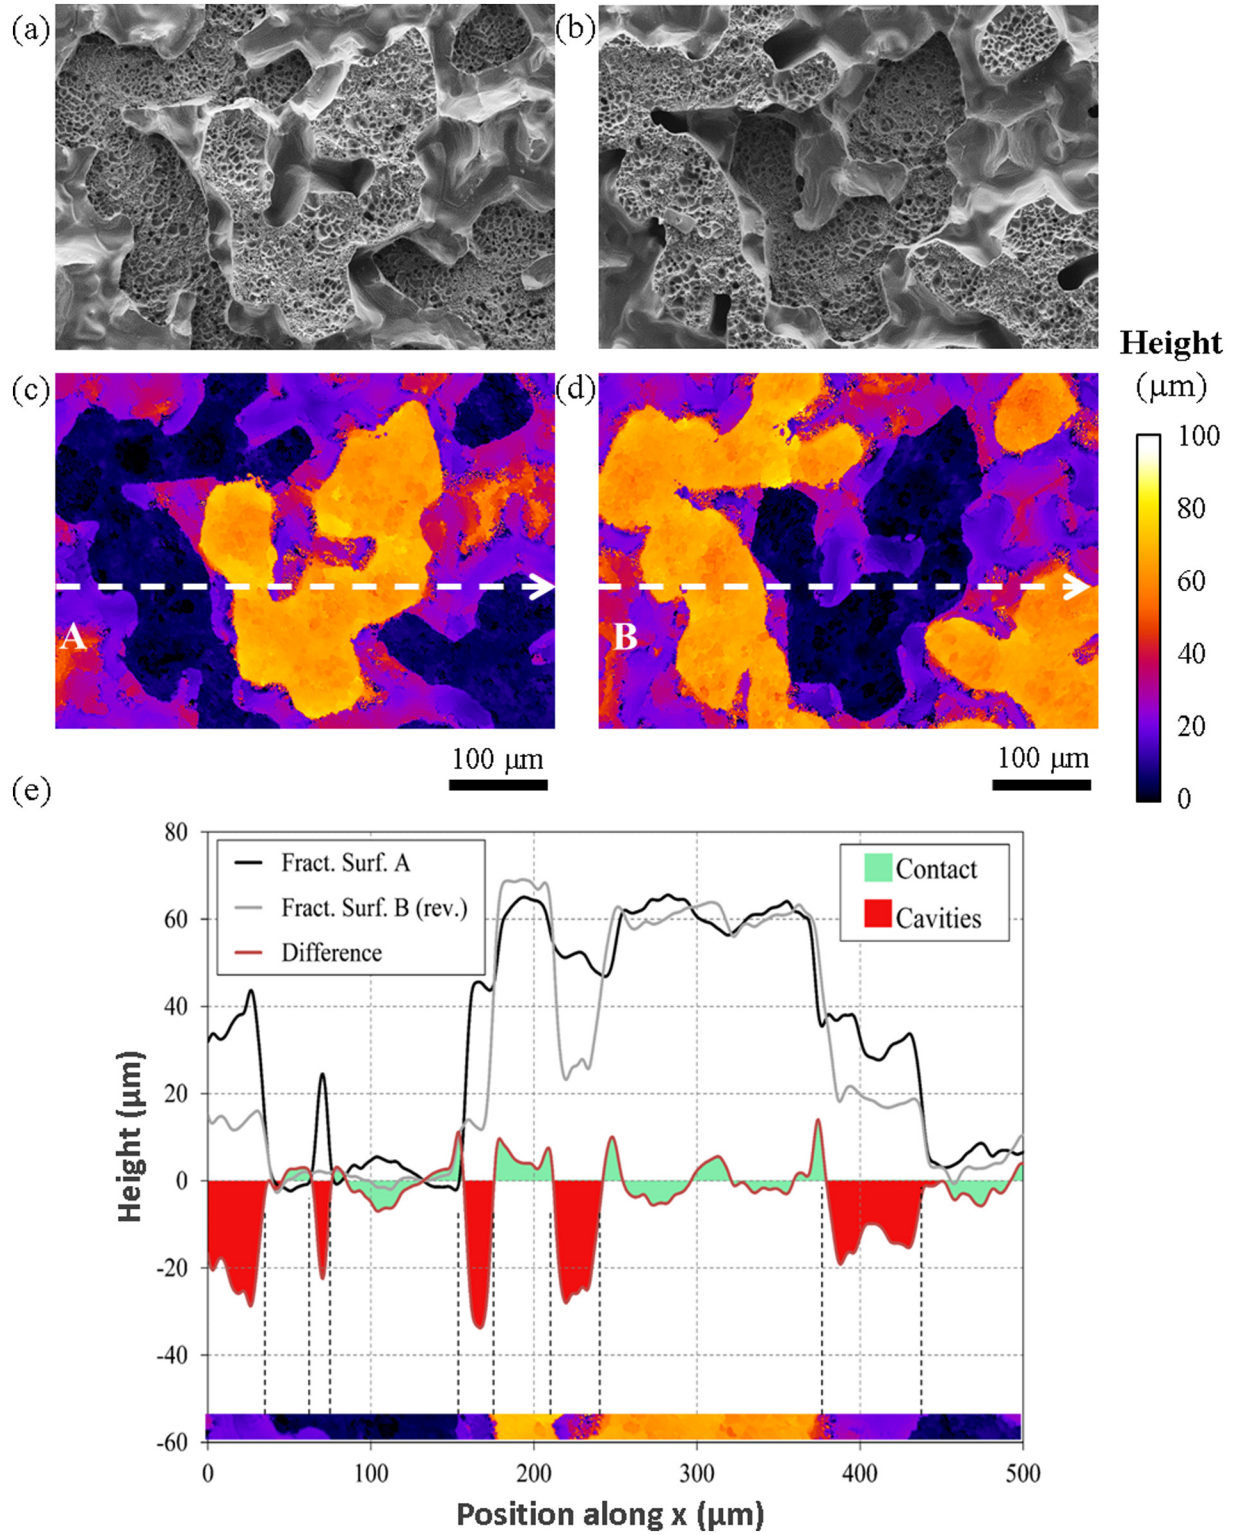 (a)
(b)
(c)
(d)
Height
(μm)
100
80
60
40
20
0
A
B
100 μm
100 μm
(e)
Fract. Surf. A
Fract. Surf. B (rev.)
Difference
Contact
Cavities
80
60
40
20
0
-20
-40
-60
Height (μm)
0
100
200
300
400
500
Position along x (μm)